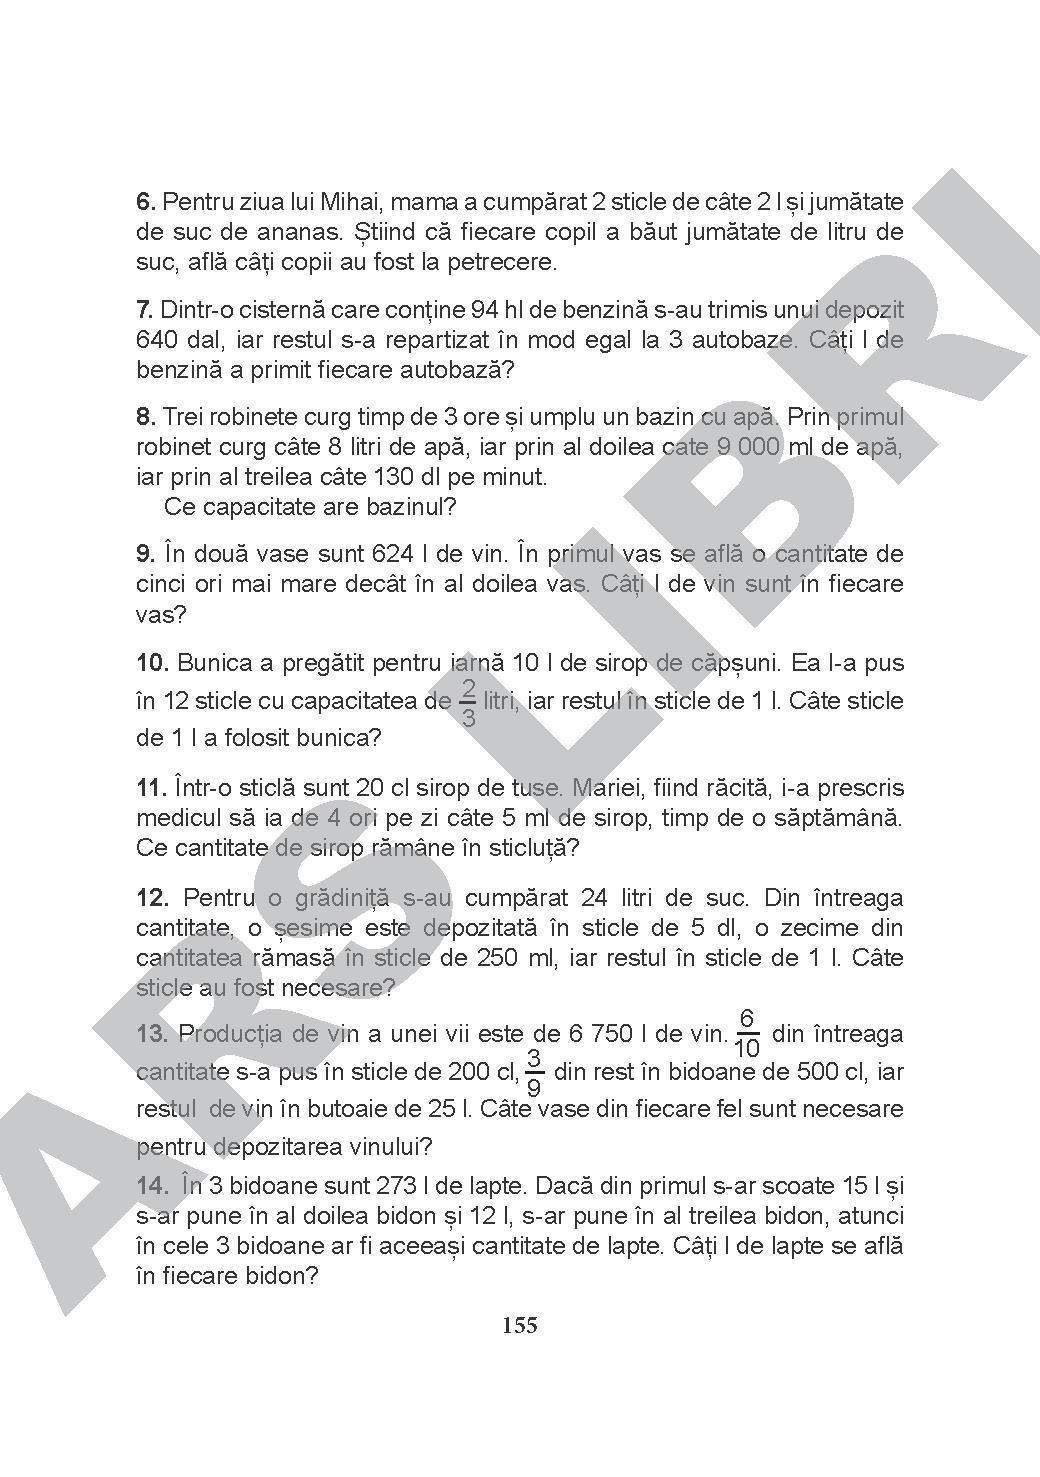 6. Pentru ziua lui Mihai, mama a cumpărat 2 sticle de câte 2 l și jumătate
de suc de ananas. Știind că fiecare copil a băut jumătate de litru de
suc, află câți copii au fost la petrecere.
7. Dintr-o cisternă care conține 94 hl de benzină s-au trimis unui depozit
640 dal, iar restul s-a repartizat în mod egal la 3 autobaze. Câți l de
benzină a primit fiecare autobază?
8. Trei robinete curg timp de 3 ore și umplu un bazin cu apă. Prin primul
robinet curg câte 8 litri de apă, iar prin al doilea cate 9 000 ml de apă,
iar prin al treilea câte 130 dl pe minut.
Ce capacitate are bazinul?
9. În două vase sunt 624 l de vin. În primul vas se află o cantitate de
cinci ori mai mare decât în al doilea vas. Câți l de vin sunt în fiecare
vas?
10. Bunica a pregătit pentru iarnă 10 l de sirop de căpșuni. Ea l-a pus
în 12 sticle cu capacitatea de 2/3 litri, iar restul în sticle de 1 l. Câte sticle
de 1 l a folosit bunica?
11. Într-o sticlă sunt 20 cl sirop de tuse. Mariei, fiind răcită, i-a prescris
medicul să ia de 4 ori pe zi câte 5 ml de sirop, timp de o săptămână.
Ce cantitate de sirop rămâne în sticluță?
12. Pentru o grădiniță s-au cumpărat 24 litri de suc. Din întreaga
cantitate, o șesime este depozitată în sticle de 5 dl, o zecime din
cantitatea rămasă în sticle de 250 ml, iar restul în sticle de 1 l. Câte
sticle au fost necesare?
13. Producția de vin a unei vii este de 6 750 l de vin. 6/10 din întreaga
cantitate s-a pus în sticle de 200 cl, 3/9 din rest în bidoane de 500 cl, iar
restul de vin în butoaie de 25 l. Câte vase din fiecare fel sunt necesare
pentru depozitarea vinului?
14. În 3 bidoane sunt 273 l de lapte. Dacă din primul s-ar scoate 15 l și
s-ar pune în al doilea bidon și 12 l, s-ar pune în al treilea bidon, atunci
în cele 3 bidoane ar fi aceeași cantitate de lapte. Câți l de lapte se află
în fiecare bidon?
155
ARS LIBRI